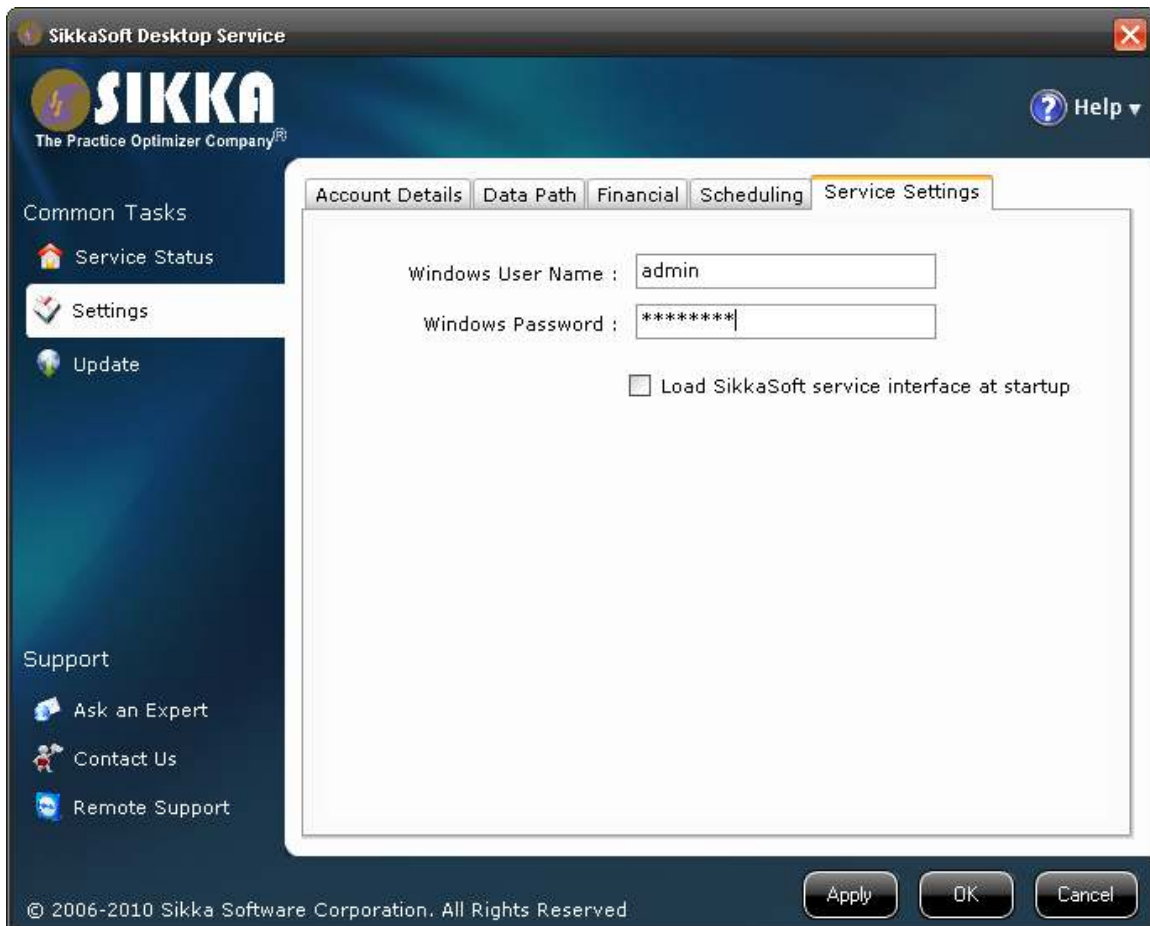 SikkaSoft Desktop Service
SIKKA
The Practice Optimizer Company®
? Help
Common Tasks
Service Status
Settings
Update
Account Details Data Path Financial Scheduling Service Settings
Windows User Name : admin
Windows Password : ********
Load SikkaSoft service interface at startup
Support
Ask an Expert
Contact Us
Remote Support
Apply OK Cancel
© 2006-2010 Sikka Software Corporation. All Rights Reserved